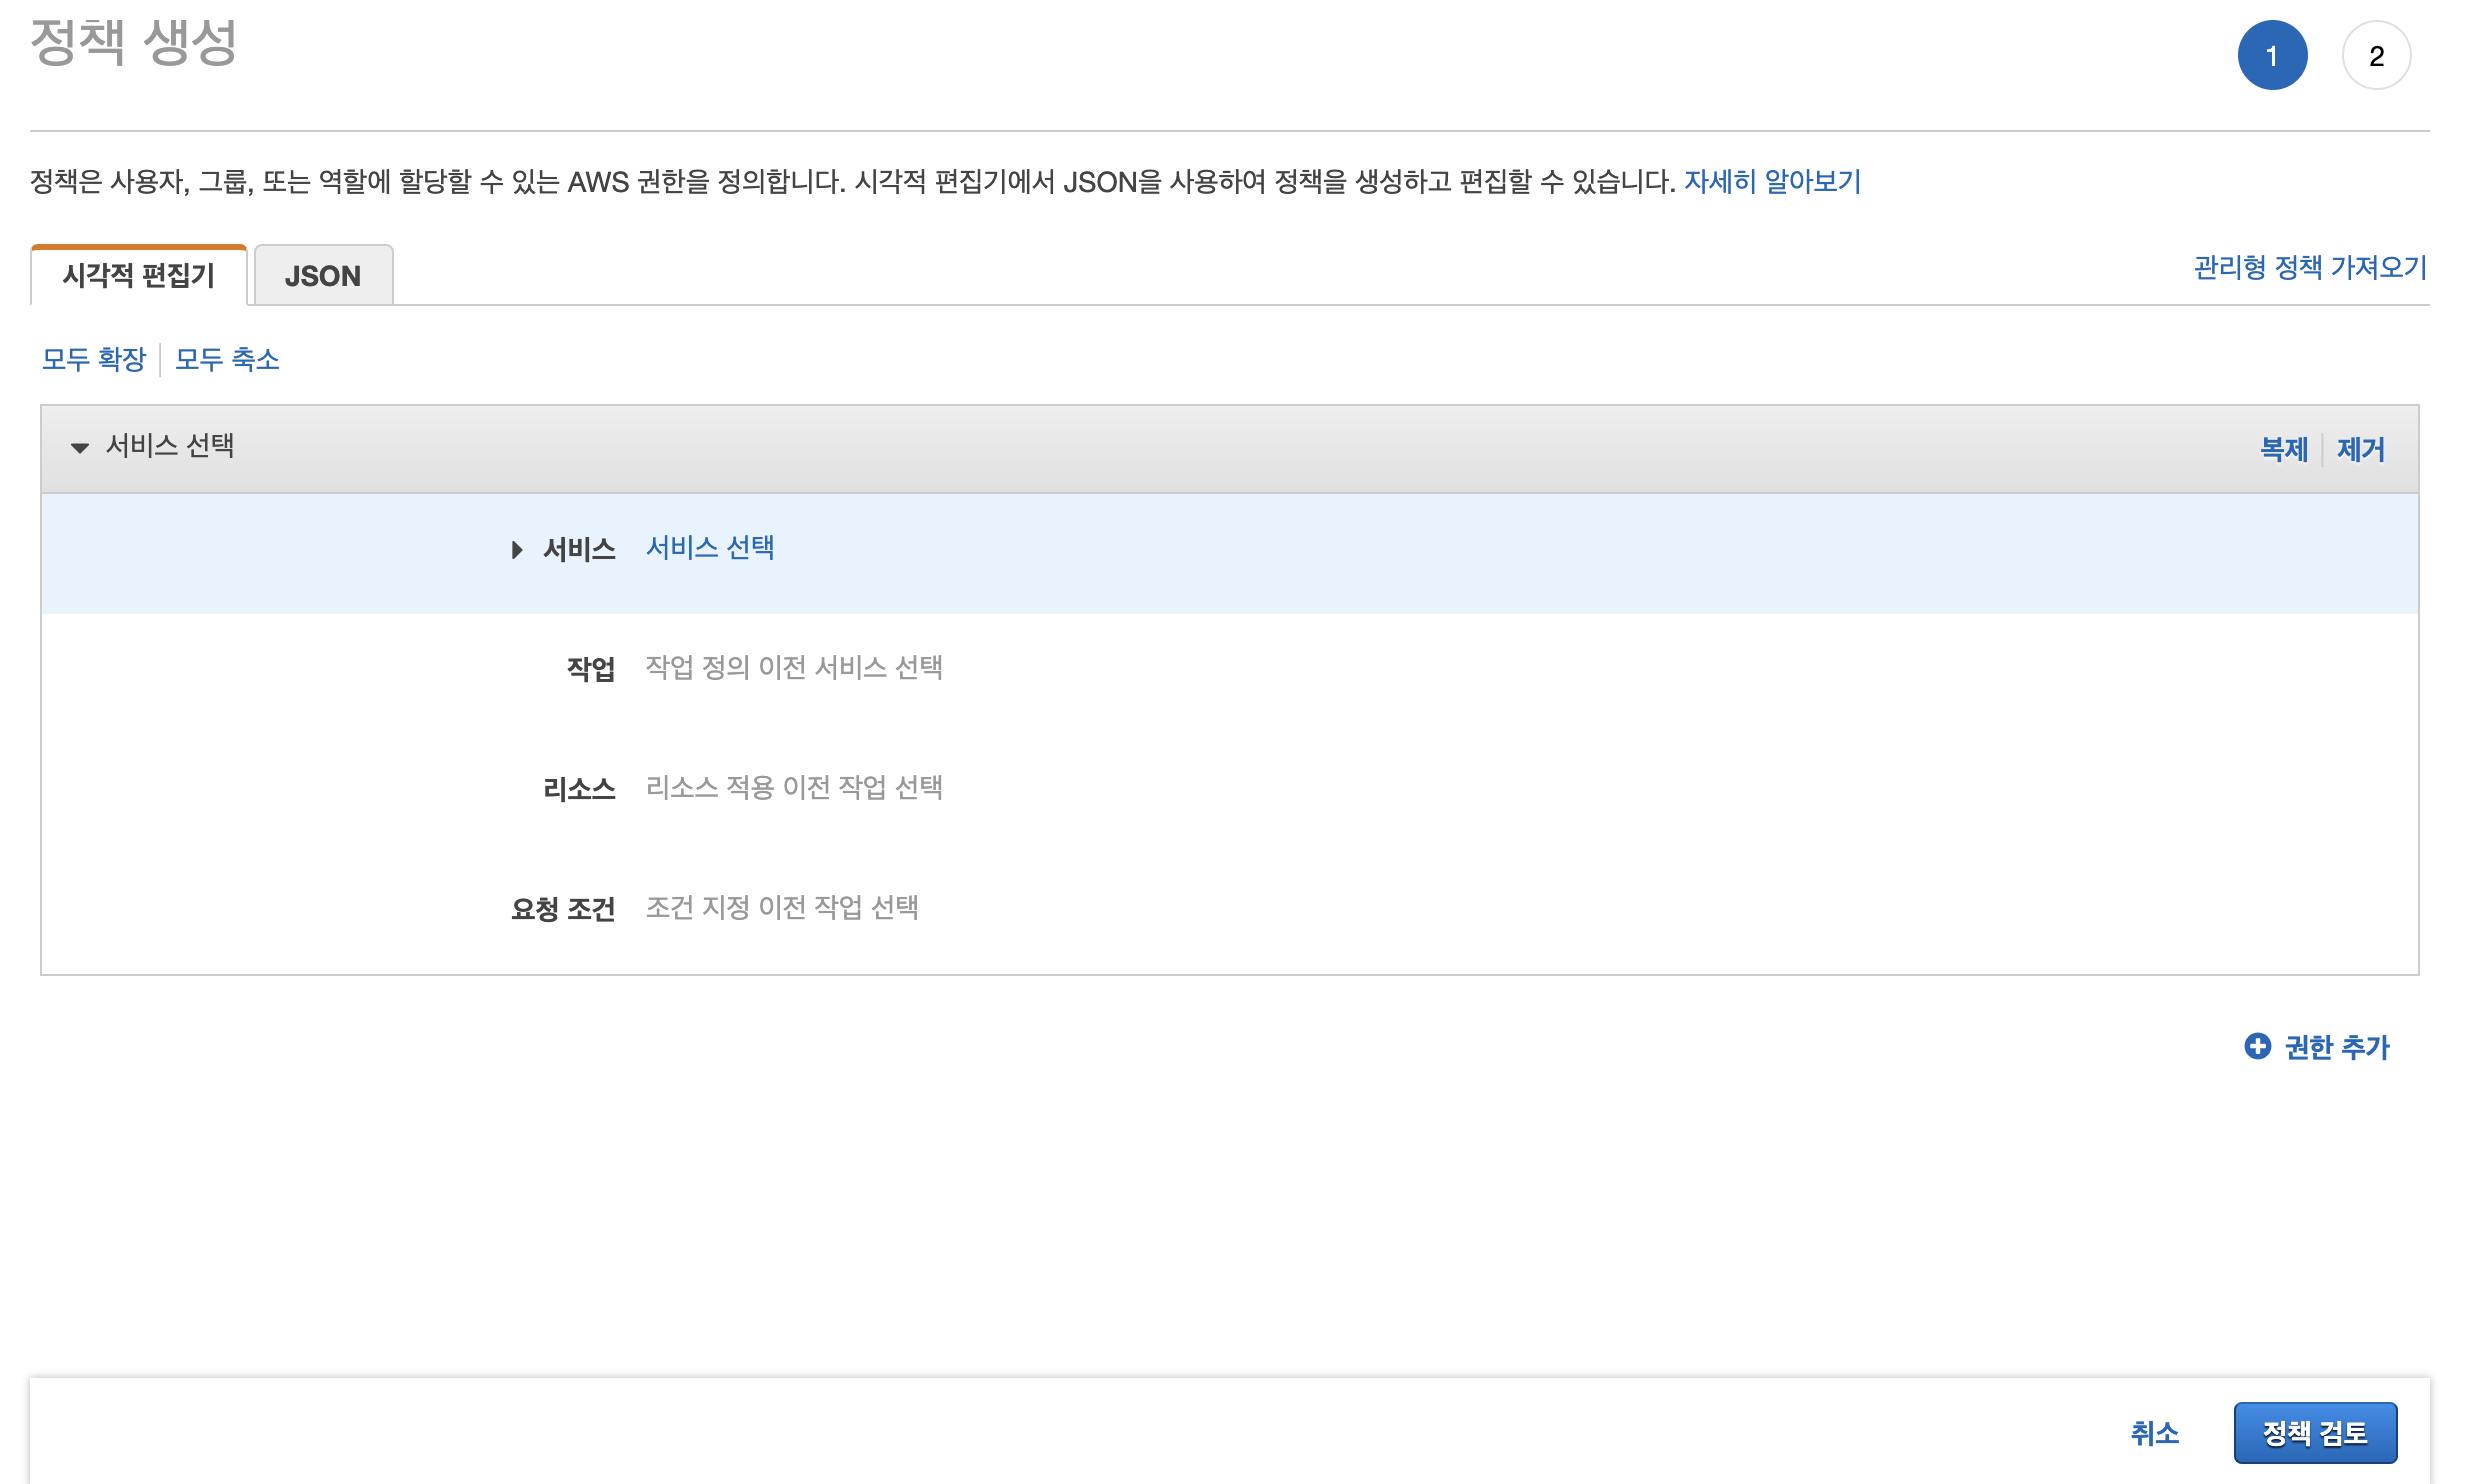 정책 생성
1
2
정책은 사용자, 그룹, 또는 역할에 할당할 수 있는 AWS 권한을 정의합니다. 시각적 편집기에서 JSON을 사용하여 정책을 생성하고 편집할 수 있습니다. 자세히 알아보기
시각적 편집기
JSON
관리형 정책 가져오기
모두 확장
모두 축소
서비스 선택
복제
제거
서비스 서비스 선택
작업 작업 정의 이전 서비스 선택
리소스 리소스 적용 이전 작업 선택
요청 조건 조건 지정 이전 작업 선택
권한 추가
취소
정책 검토